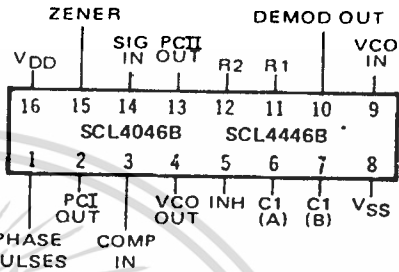 ZENER DEMOD OUT
SIG IN PCII OUT VCO IN
VDD R2 R1
16 15 14 13 12 11 10 9
SCL4046B SCL4446B
1 2 3 4 5 6 7 8
PCI OUT VCO OUT INH C1 (A) C1 (B) VSS
PHASE PULSES COMP IN